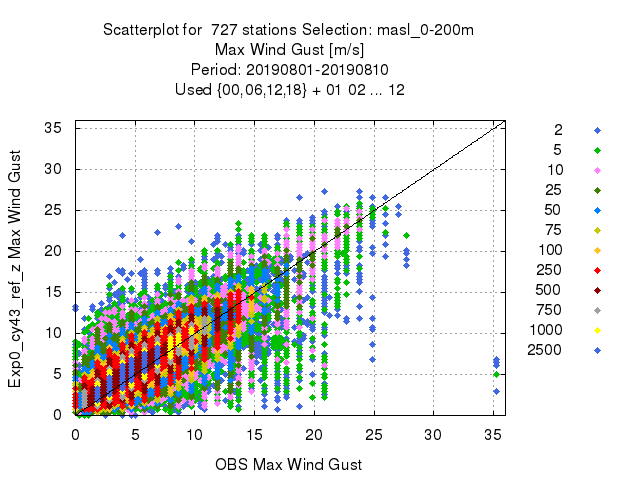 Scatterplot for 727 stations Selection: masl_0-200m
Max Wind Gust [m/s]
Period: 20190801-20190810
Used {00,06,12,18} + 01 02 ... 12
Exp0_cy43_ref_z Max Wind Gust
35
30
25
20
15
10
5
0
0 5 10 15 20 25 30 35
OBS Max Wind Gust
2
5
10
25
50
75
100
250
500
750
1000
2500